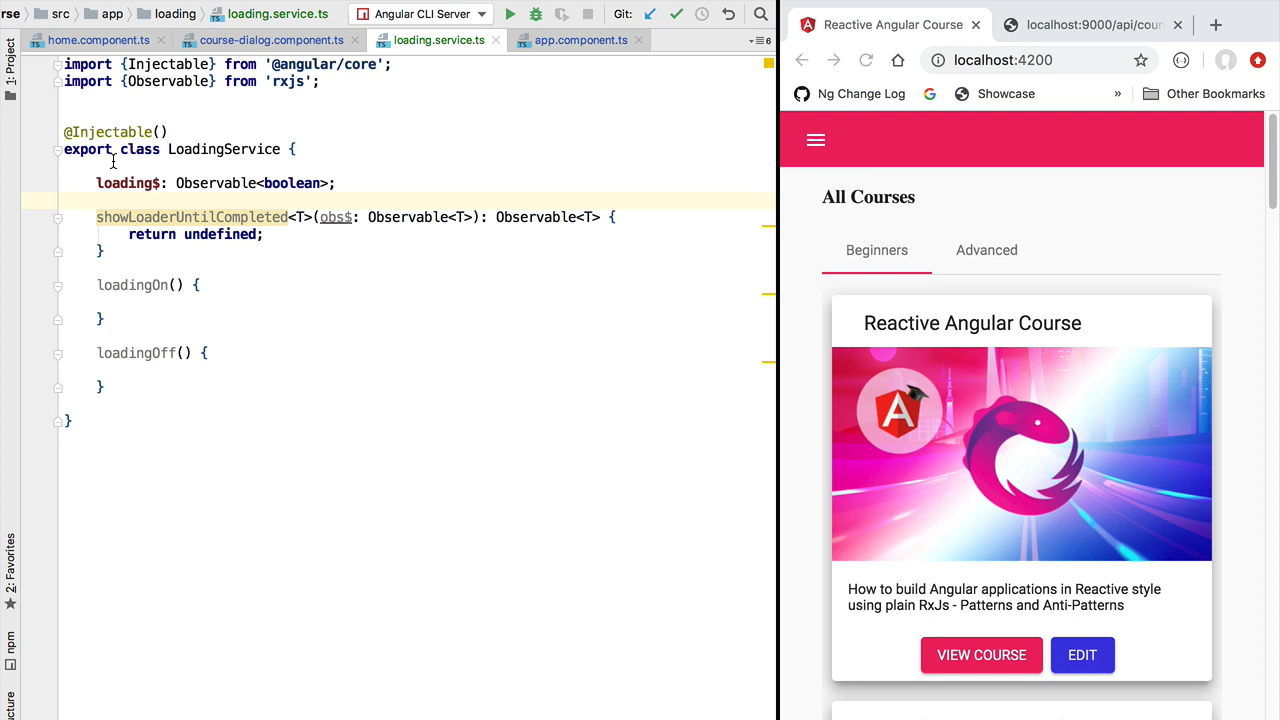 rse src app loading loading.service.ts Angular CLI Server Git:
home.component.ts course-dialog.component.ts loading.service.ts app.component.ts 6
1: Project
2: Favorites
npm
ucture
import {Injectable} from '@angular/core';
import {Observable} from 'rxjs';
@Injectable()
export class LoadingService {
loading$: Observable<boolean>;
showLoaderUntilCompleted<T>(obs$: Observable<T>): Observable<T> {
return undefined;
}
loadingOn() {
}
loadingOff() {
}
}
Reactive Angular Course localhost:9000/api/cour
localhost:4200
Ng Change Log Showcase » Other Bookmarks
All Courses
Beginners Advanced
Reactive Angular Course
A
How to build Angular applications in Reactive style
using plain RxJs - Patterns and Anti-Patterns
VIEW COURSE EDIT